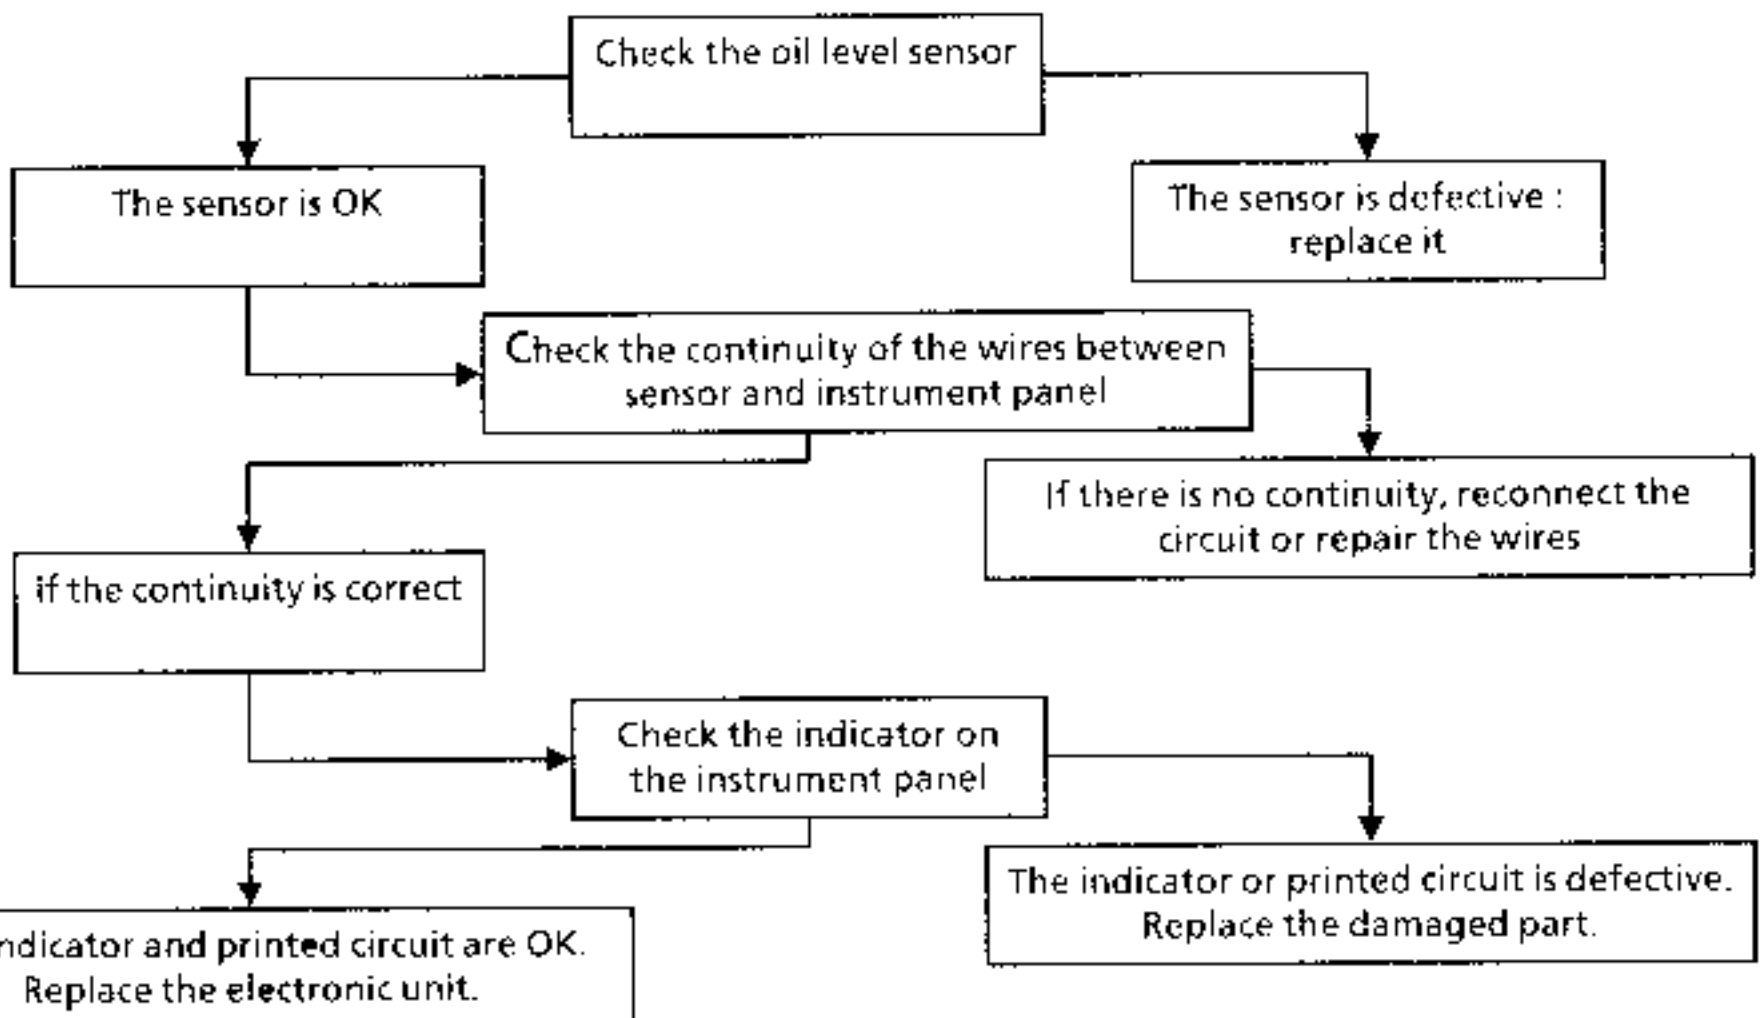 Check the oil level sensor
The sensor is OK
The sensor is defective :
replace it
Check the continuity of the wires between
sensor and instrument panel
If there is no continuity, reconnect the
circuit or repair the wires
if the continuity is correct
Check the indicator on
the instrument panel
The indicator or printed circuit is defective.
Replace the damaged part.
ndicator and printed circuit are OK.
Replace the electronic unit.